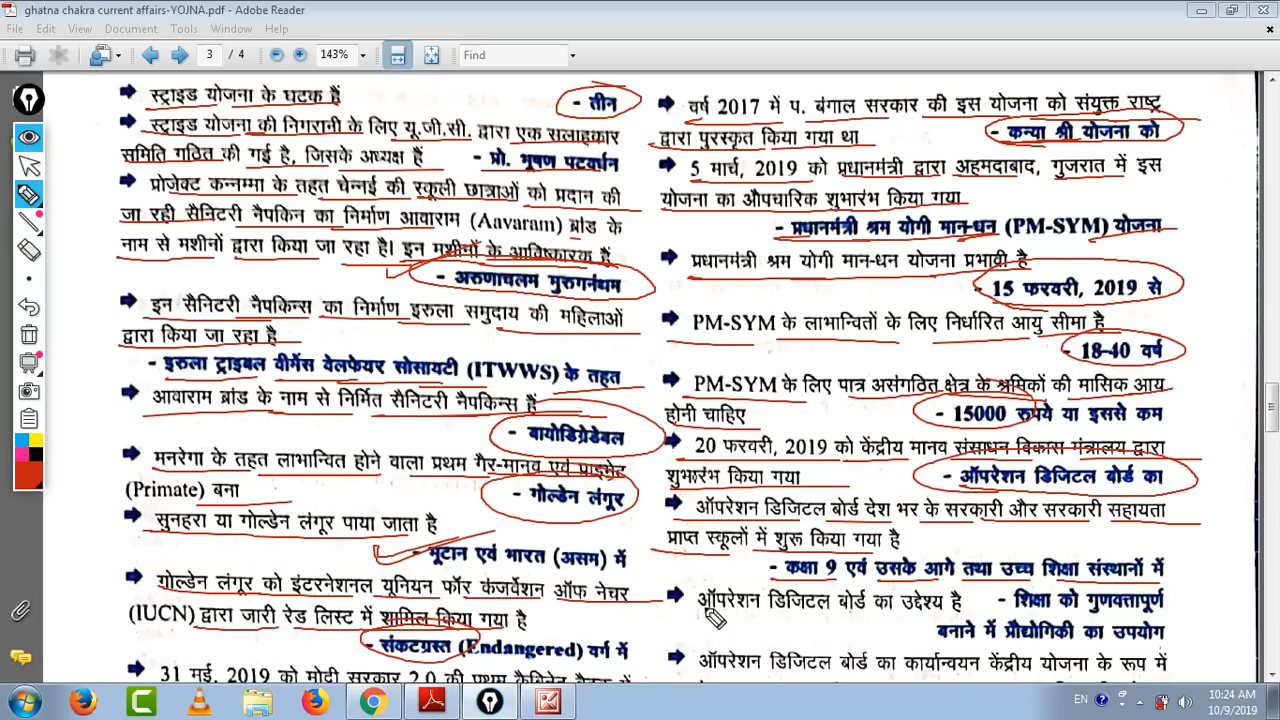 ghatna chakra current affairs-YOJNA.pdf - Adobe Reader
File Edit View Document Tools Window Help
3 / 4 143% Find
स्ट्राइड योजना के घटक हैं
- तीन
स्ट्राइड योजना की निगरानी के लिए यू.जी.सी. द्वारा एक सलाहकार
समिति गठित की गई है, जिसके अध्यक्ष हैं - प्रो. भूषण पटवर्धन
प्रोजेक्ट कन्नम्मा के तहत चेन्नई की स्कूली छात्राओं को प्रदान की
जा रही सैनिटरी नैपकिन का निर्माण आवाराम (Aavaram) ब्रांड के
नाम से मशीनों द्वारा किया जा रहा है। इन मशीनों के आविष्कारक हैं
- अरुणाचलम मुरुगनंथम
इन सैनिटरी नैपकिन्स का निर्माण इरुला समुदाय की महिलाओं
द्वारा किया जा रहा है
- इरुला ट्राइबल वीमेंस वेलफेयर सोसायटी (ITWWS) के तहत
आवाराम ब्रांड के नाम से निर्मित सैनिटरी नैपकिन्स हैं
- बायोडिग्रेडेबल
मनरेगा के तहत लाभान्वित होने वाला प्रथम गैर-मानव एवं प्राइमेट
(Primate) बना
- गोल्डेन लंगूर
सुनहरा या गोल्डेन लंगूर पाया जाता है
- भूटान एवं भारत (असम) में
गोल्डेन लंगूर को इंटरनेशनल यूनियन फॉर कंजर्वेशन ऑफ नेचर
(IUCN) द्वारा जारी रेड लिस्ट में शामिल किया गया है
- संकटग्रस्त (Endangered) वर्ग में
31 मई, 2019 को मोदी सरकार 2.0 की प्रथम कैबिनेट बैठक में
वर्ष 2017 में प. बंगाल सरकार की इस योजना को संयुक्त राष्ट्र
द्वारा पुरस्कृत किया गया था
- कन्या श्री योजना को
5 मार्च, 2019 को प्रधानमंत्री द्वारा अहमदाबाद, गुजरात में इस
योजना का औपचारिक शुभारंभ किया गया
- प्रधानमंत्री श्रम योगी मान-धन (PM-SYM) योजना
प्रधानमंत्री श्रम योगी मान-धन योजना प्रभावी है
- 15 फरवरी, 2019 से
PM-SYM के लाभान्वितों के लिए निर्धारित आयु सीमा है
- 18-40 वर्ष
PM-SYM के लिए पात्र असंगठित क्षेत्र के श्रमिकों की मासिक आय
होनी चाहिए - 15000 रुपये या इससे कम
20 फरवरी, 2019 को केंद्रीय मानव संसाधन विकास मंत्रालय द्वारा
शुभारंभ किया गया - ऑपरेशन डिजिटल बोर्ड का
ऑपरेशन डिजिटल बोर्ड देश भर के सरकारी और सरकारी सहायता
प्राप्त स्कूलों में शुरू किया गया है
- कक्षा 9 एवं उसके आगे तथा उच्च शिक्षा संस्थानों में
ऑपरेशन डिजिटल बोर्ड का उद्देश्य है - शिक्षा को गुणवत्तापूर्ण
बनाने में प्रौद्योगिकी का उपयोग
ऑपरेशन डिजिटल बोर्ड का कार्यान्वयन केंद्रीय योजना के रूप में
EN 10:24 AM
10/9/2019